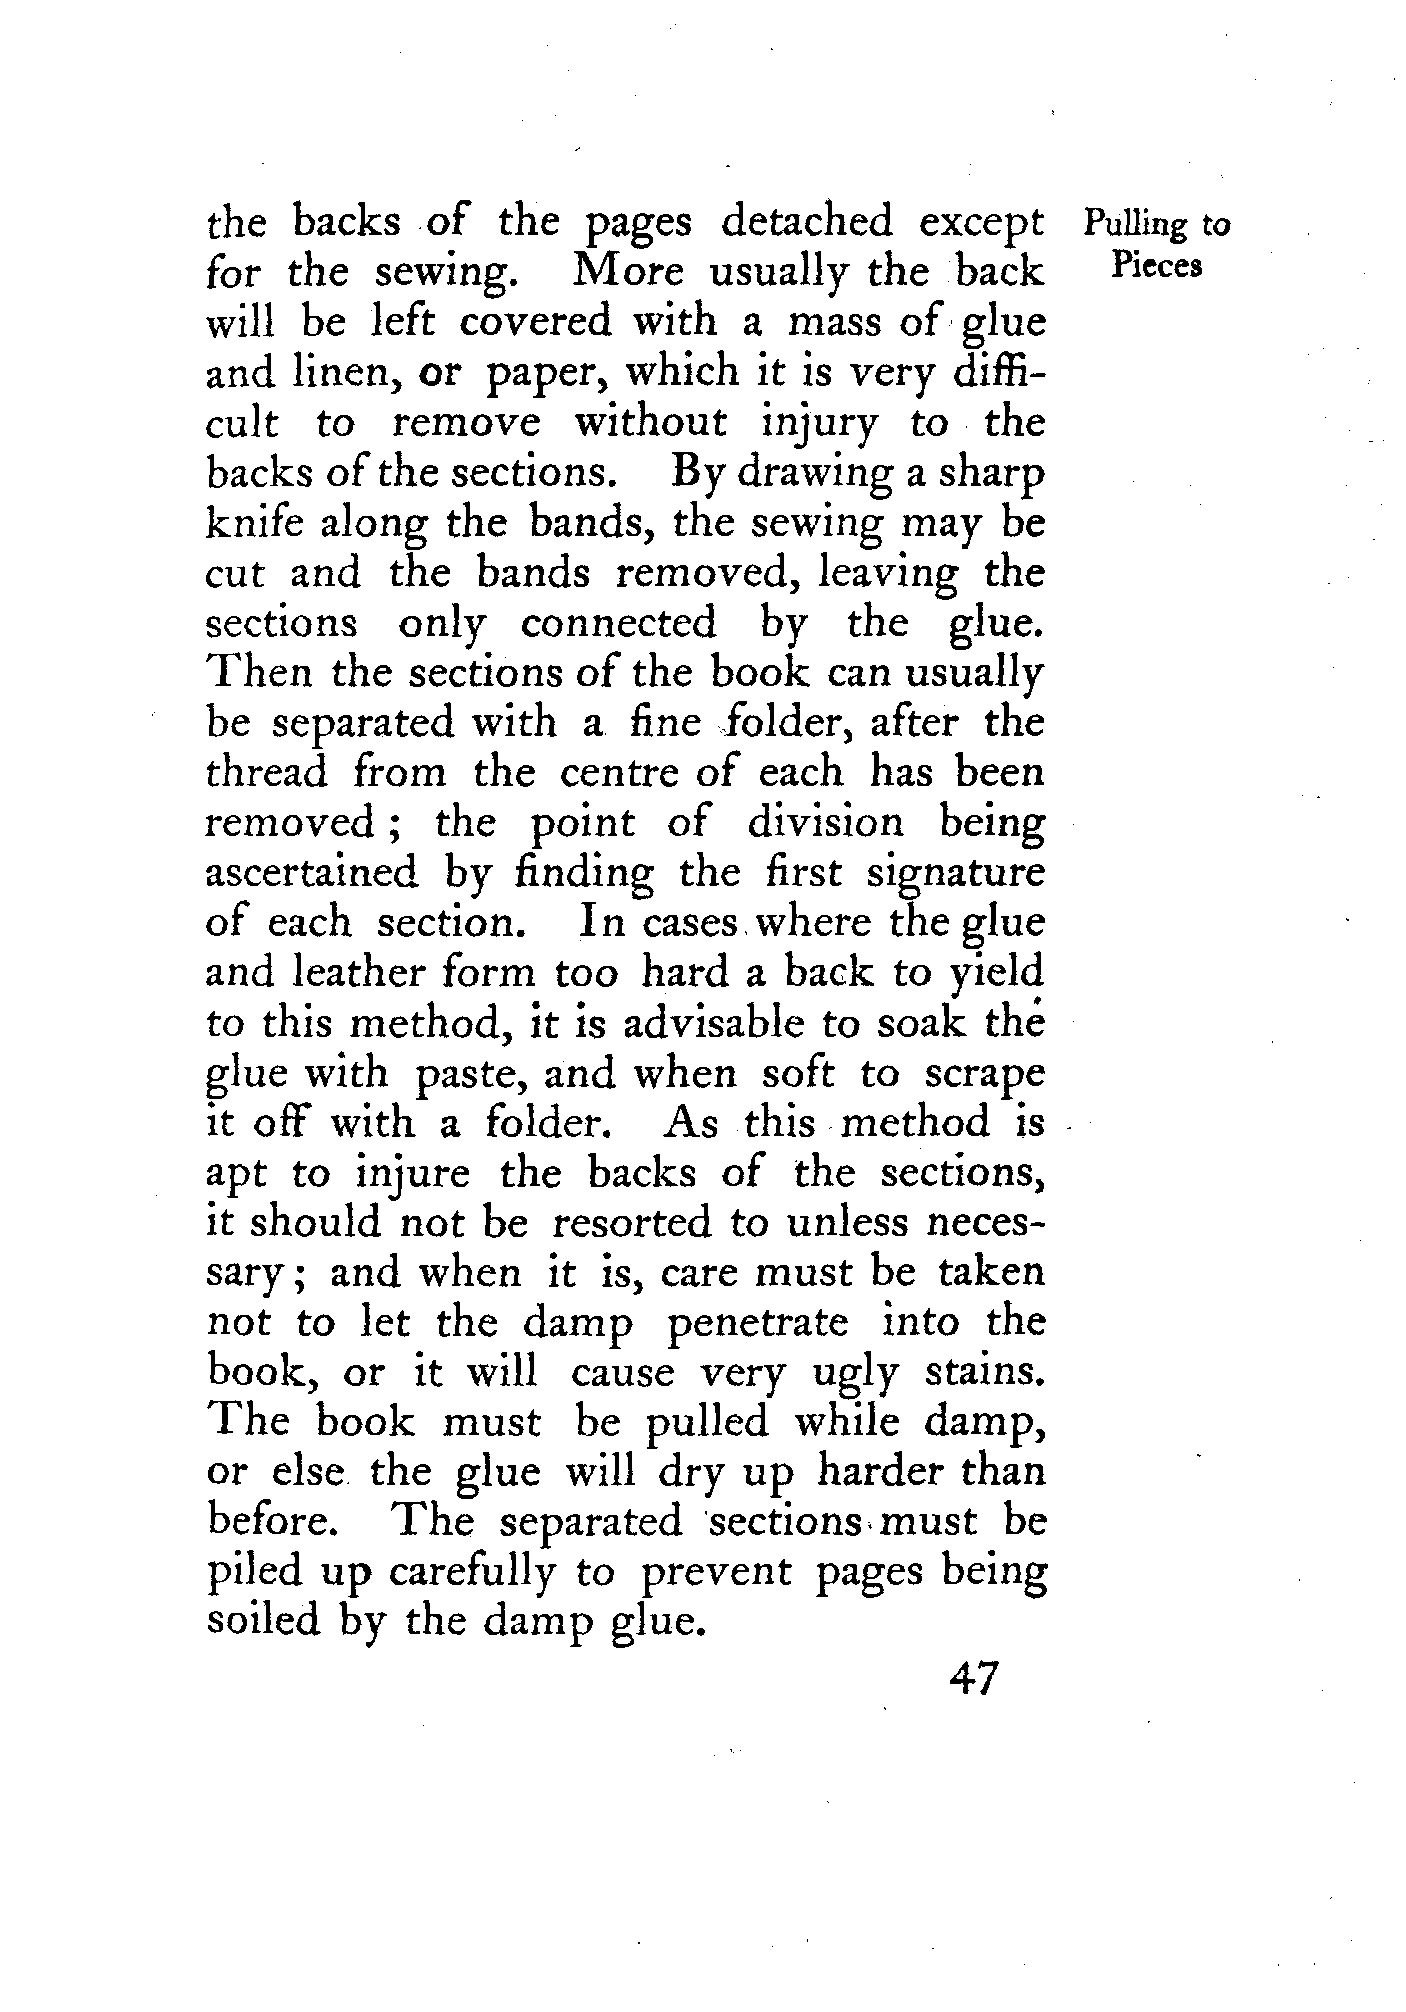 the backs of the pages detached except
for the sewing. More usually the back
will be left covered with a mass of glue
and linen, or paper, which it is very diffi-
cult to remove without injury to the
backs of the sections. By drawing a sharp
knife along the bands, the sewing may be
cut and the bands removed, leaving the
sections only connected by the glue.
Then the sections of the book can usually
be separated with a fine folder, after the
thread from the centre of each has been
removed ; the point of division being
ascertained by finding the first signature
of each section. In cases where the glue
and leather form too hard a back to yield
to this method, it is advisable to soak the
glue with paste, and when soft to scrape
it off with a folder. As this method is
apt to injure the backs of the sections,
it should not be resorted to unless neces-
sary ; and when it is, care must be taken
not to let the damp penetrate into the
book, or it will cause very ugly stains.
The book must be pulled while damp,
or else the glue will dry up harder than
before. The separated sections must be
piled up carefully to prevent pages being
soiled by the damp glue.
47
Pulling to
Pieces